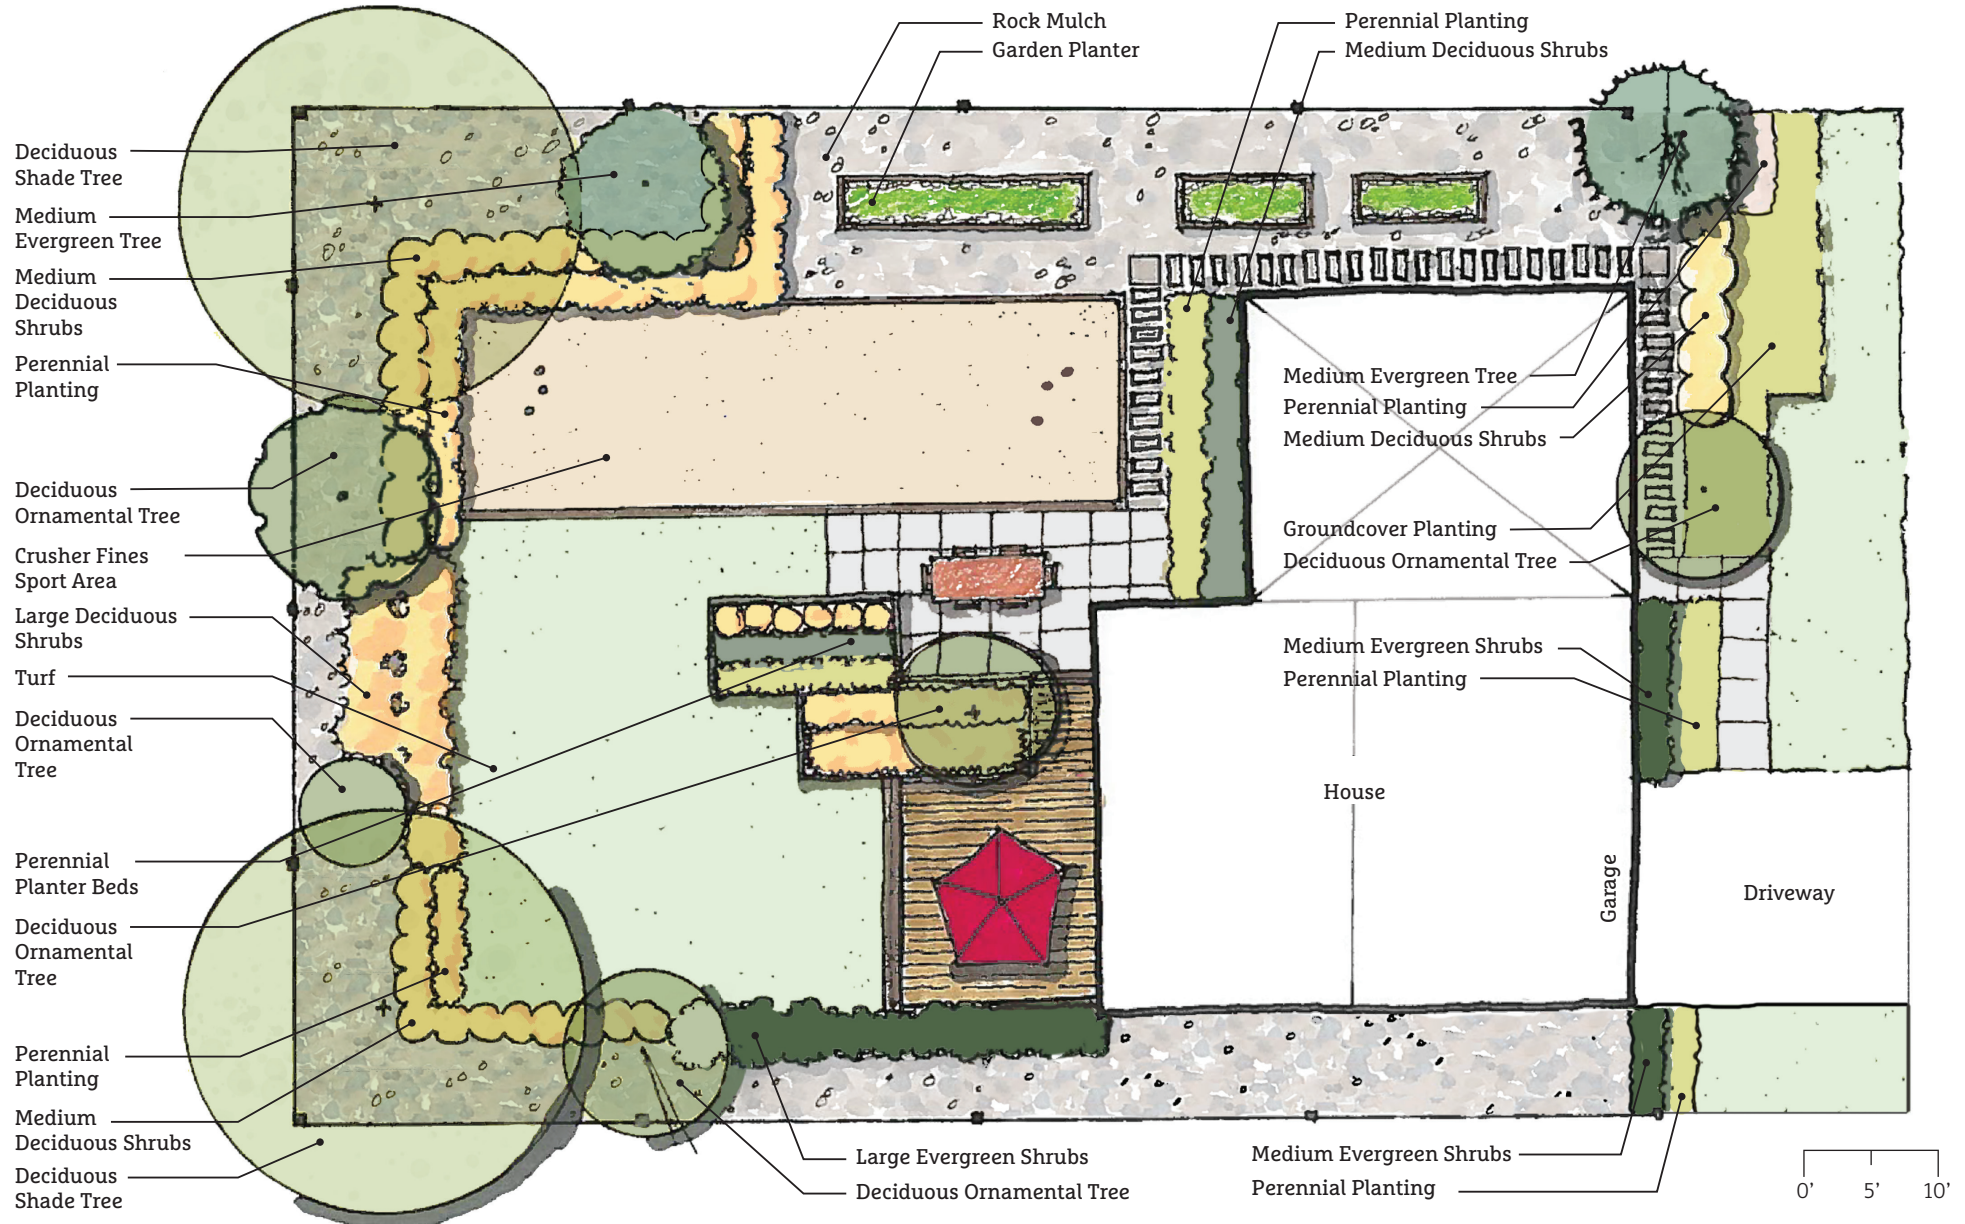 Rock Mulch
Garden Planter
Perennial Planting
Medium Deciduous Shrubs
Deciduous
Shade Tree
Medium
Evergreen Tree
Medium
Deciduous
Shrubs
Perennial
Planting
Deciduous
Ornamental Tree
Crusher Fines
Sport Area
Large Deciduous
Shrubs
Turf
Deciduous
Ornamental
Tree
Perennial
Planter Beds
Deciduous
Ornamental
Tree
Perennial
Planting
Medium
Deciduous Shrubs
Deciduous
Shade Tree
Medium Evergreen Tree
Perennial Planting
Medium Deciduous Shrubs
Groundcover Planting
Deciduous Ornamental Tree
Medium Evergreen Shrubs
Perennial Planting
House
Garage
Driveway
Large Evergreen Shrubs
Deciduous Ornamental Tree
Medium Evergreen Shrubs
Perennial Planting
0' 5' 10'